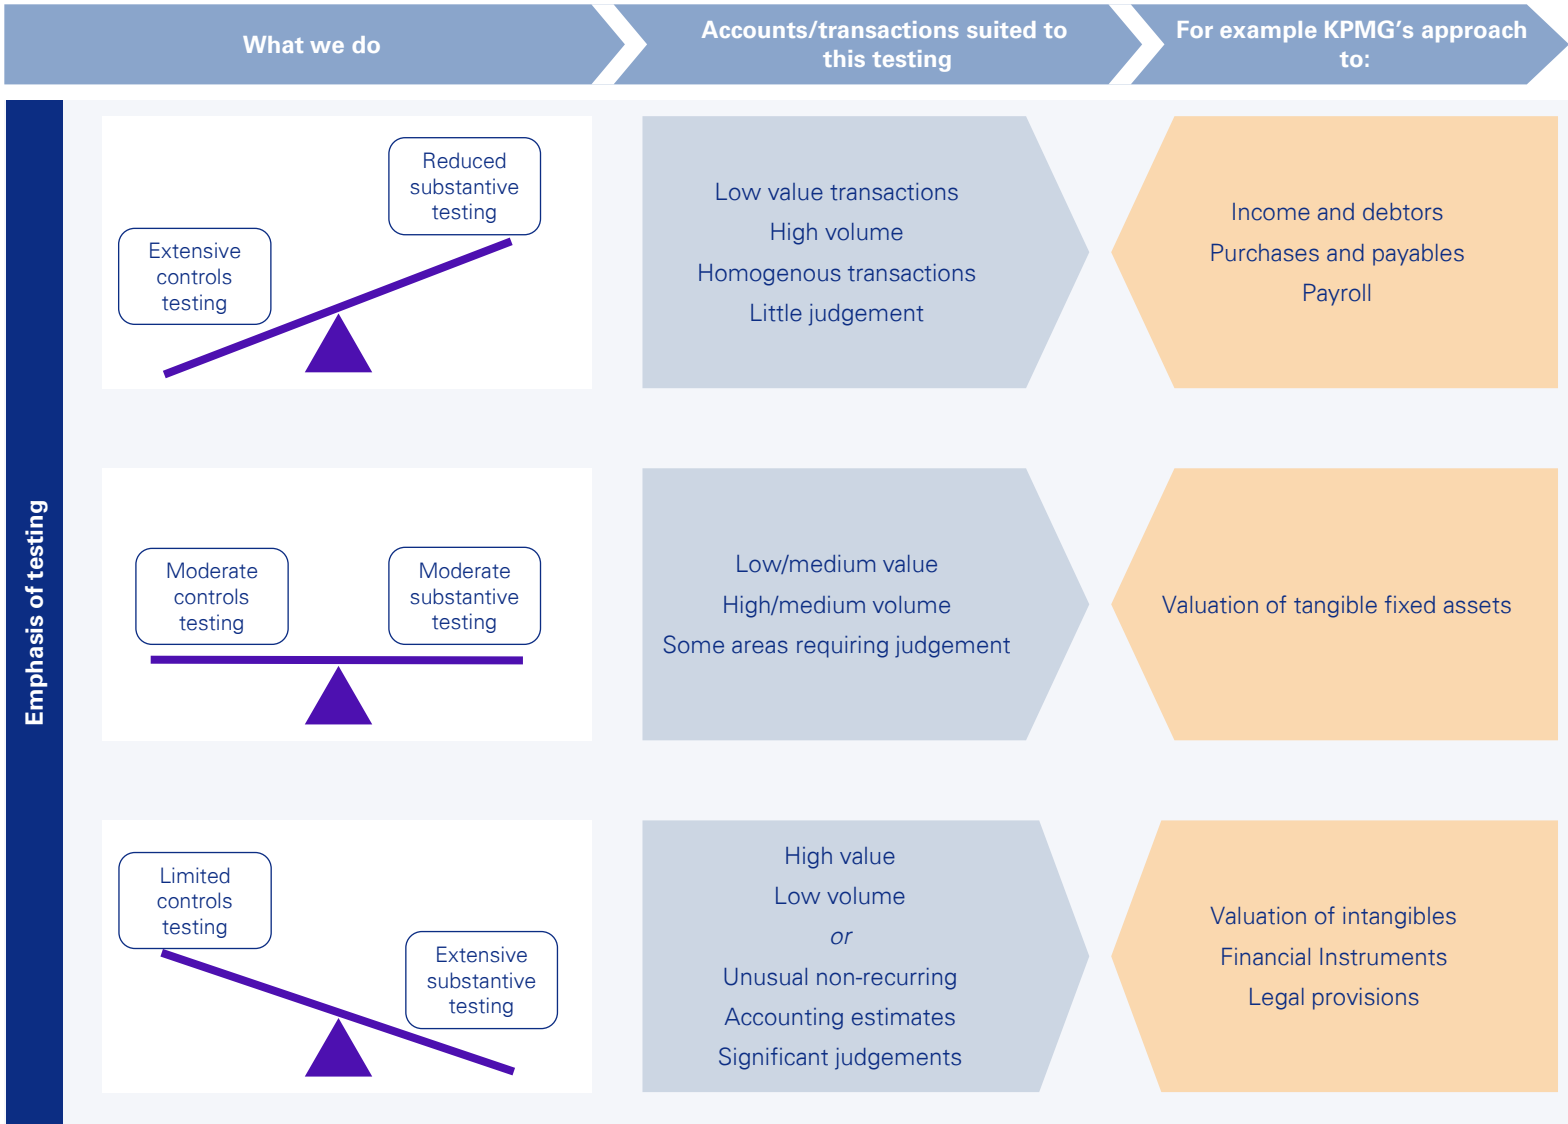 What we do
Accounts/transactions suited to
this testing
For example KPMG's approach
to:
Emphasis of testing
Extensive
controls
testing
Reduced
substantive
testing
Low value transactions
High volume
Homogenous transactions
Little judgement
Income and debtors
Purchases and payables
Payroll
Moderate
controls
testing
Moderate
substantive
testing
Low/medium value
High/medium volume
Some areas requiring judgement
Valuation of tangible fixed assets
Limited
controls
testing
Extensive
substantive
testing
High value
Low volume
or
Unusual non-recurring
Accounting estimates
Significant judgements
Valuation of intangibles
Financial Instruments
Legal provisions